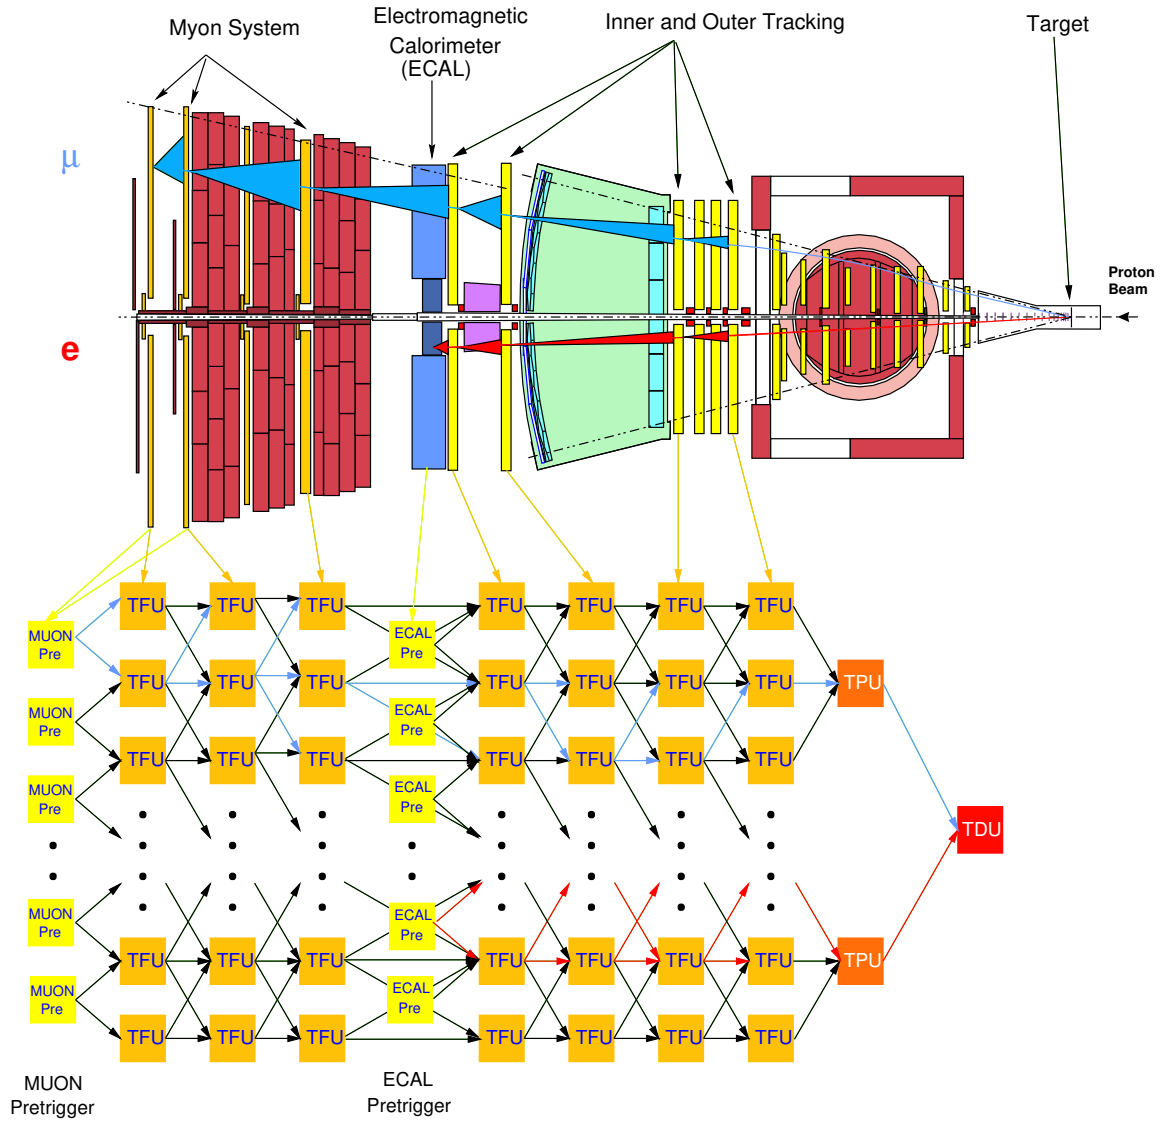 Myon System
Electromagnetic
Calorimeter
(ECAL)
Inner and Outer Tracking
Target
μ
e
Proton
Beam
TFU TFU TFU TFU TFU TFU TFU
MUON
Pre
ECAL
Pre
TFU TFU TFU TFU TFU TFU TFU TPU
MUON
Pre
ECAL
Pre
TFU TFU TFU TFU TFU TFU TFU
MUON
Pre
ECAL
Pre
TDU
MUON
Pre
ECAL
Pre
TFU TFU TFU TFU TFU TFU TFU TPU
MUON
Pre
ECAL
Pre
TFU TFU TFU TFU TFU TFU TFU
MUON
Pretrigger
ECAL
Pretrigger